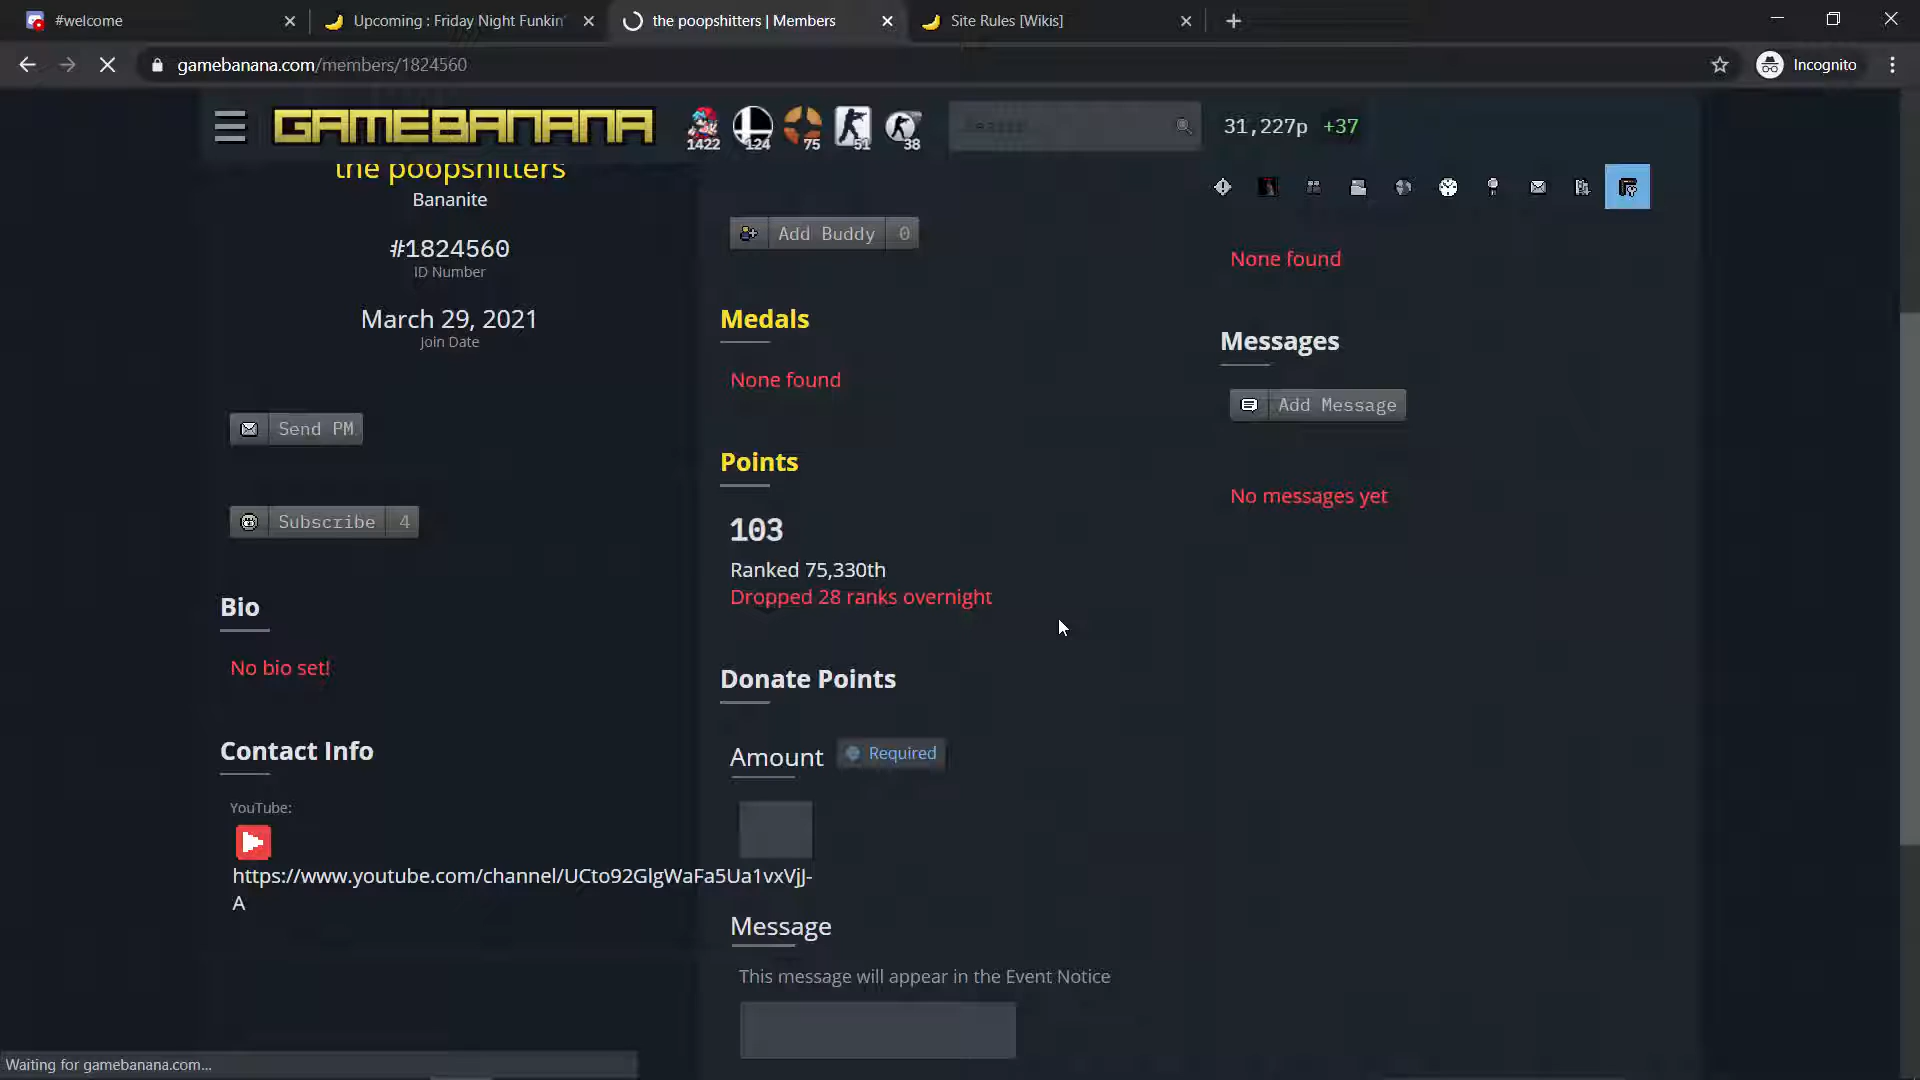 #welcome
Upcoming : Friday Night Funkin'
the poopshitters | Members
Site Rules [Wikis]
gamebanana.com/members/1824560
Incognito
GAMEBANANA
1422
124
75
51
38
Search...
31,227p +37
the poopshitters
Bananite
#1824560
ID Number
March 29, 2021
Join Date
Send PM
Subscribe 4
Bio
No bio set!
Contact Info
YouTube:
https://www.youtube.com/channel/UCto92GlgWaFa5Ua1vxVjJ-
A
Add Buddy 0
Medals
None found
Points
103
Ranked 75,330th
Dropped 28 ranks overnight
Donate Points
Amount Required
Message
This message will appear in the Event Notice
None found
Messages
Add Message
No messages yet
Waiting for gamebanana.com...